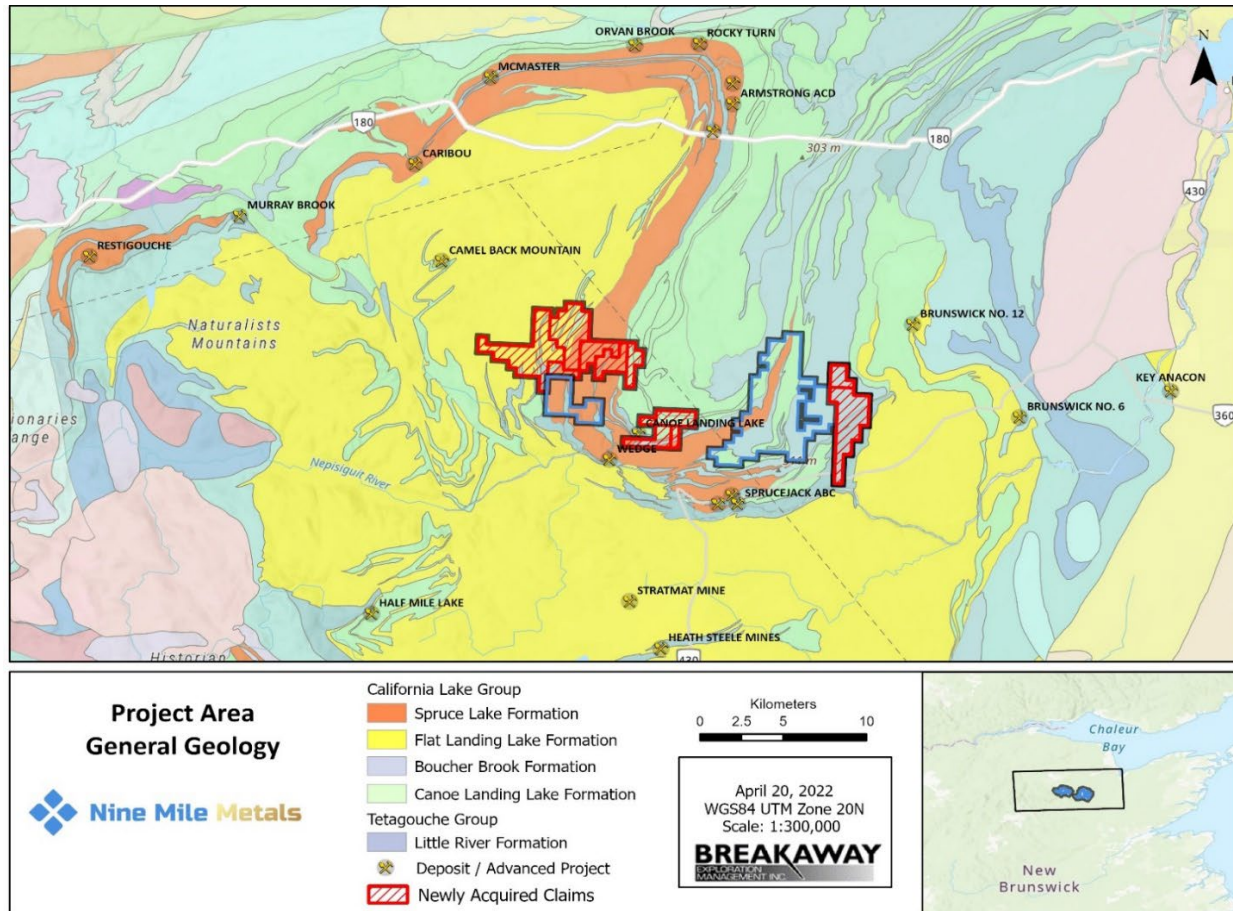 ORVAN BROOK
ROCKY TURN
MCMASTER
N
ARMSTRONG ACD
180
303 m
180
CARIBOU
430
MURRAY BROOK
RESTIGOUCHE
CAMEL BACK MOUNTAIN
Naturalists
Mountains
BRUNSWICK NO. 12
KEY ANACON
ionaries
ange
BRUNSWICK NO. 6
360
CANOE LANDING LAKE
WEDGE
m
Nepisiguit River
SPRUCEJACK ABC
STRATMAT MINE
HALF MILE LAKE
HEATH STEELE MINES
430
Historian
Project Area
General Geology
Nine Mile Metals
California Lake Group
Spruce Lake Formation
Flat Landing Lake Formation
Boucher Brook Formation
Canoe Landing Lake Formation
Tetagouche Group
Little River Formation
Deposit / Advanced Project
Newly Acquired Claims
Kilometers
0 2.5 5 10
April 20, 2022
WGS84 UTM Zone 20N
Scale: 1:300,000
BREAKAWAY
EXPLORATION
MANAGEMENT INC.
Chaleur
Bay
New
Brunswick